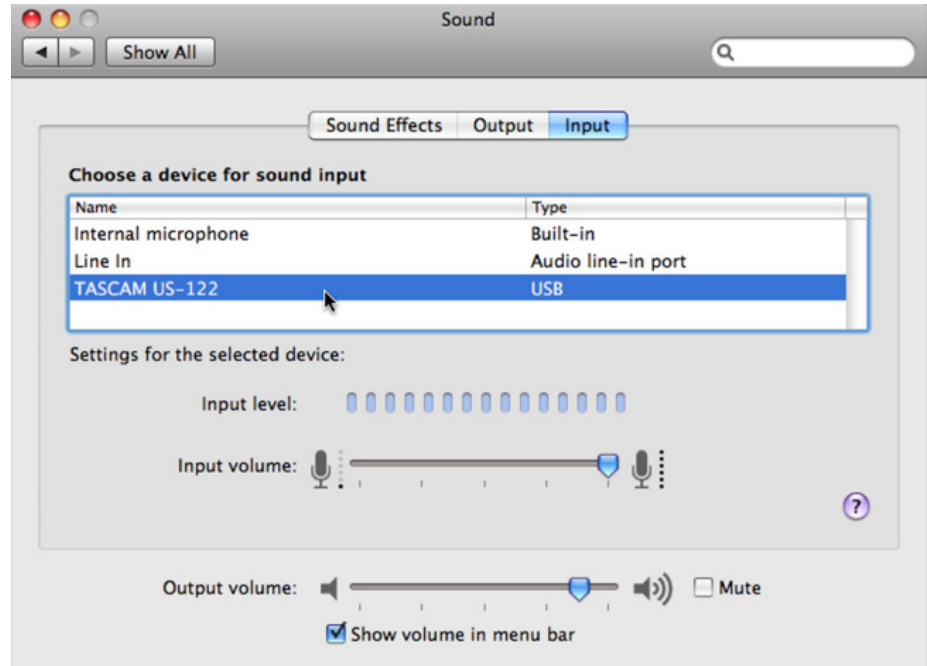 Sound
Show All
Sound Effects Output Input
Choose a device for sound input
Name Type
Internal microphone Built-in
Line In Audio line-in port
TASCAM US-122 USB
Settings for the selected device:
Input level:
Input volume:
?
Output volume: Mute
Show volume in menu bar